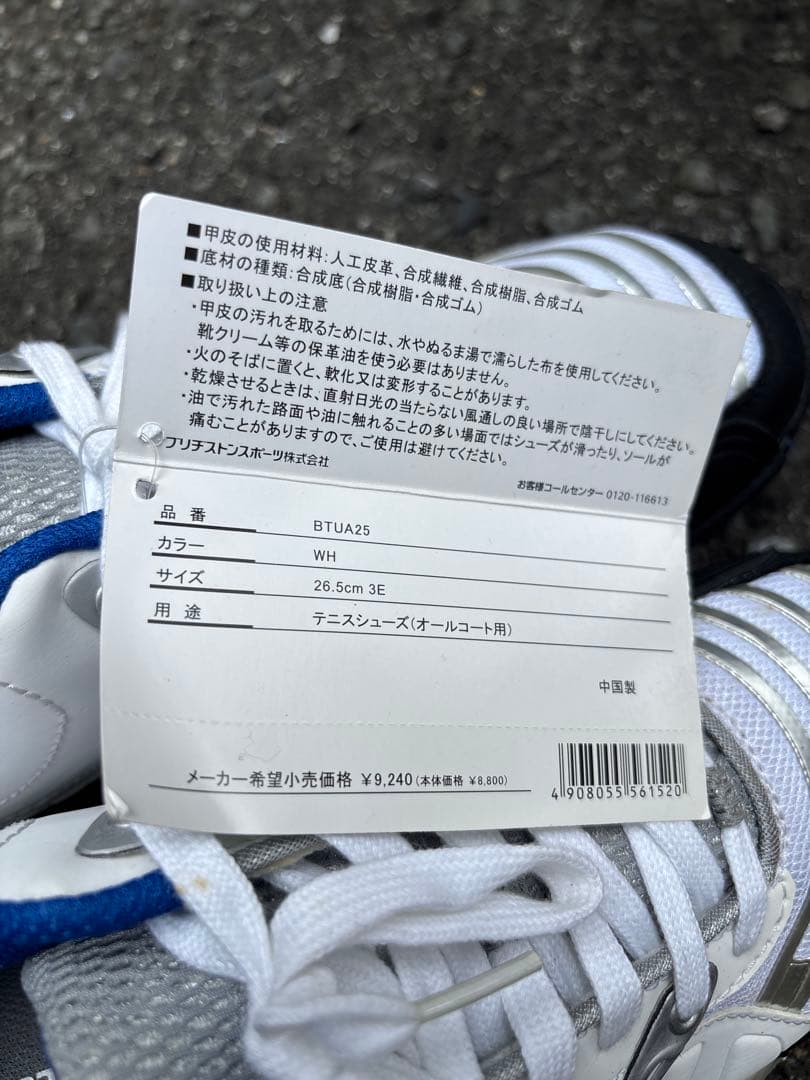 ■甲皮の使用材料:人工皮革、合成繊維、合成樹脂、合成ゴム
■底材の種類:合成底(合成樹脂・合成ゴム)
■取り扱い上の注意
・甲皮の汚れを取るためには、水やぬるま湯で濡らした布を使用してください。
靴クリーム等の保革油を使う必要はありません。
・火のそばに置くと、軟化又は変形することがあります。
・乾燥させるときは、直射日光の当たらない風通しの良い場所で陰干しにしてください。
・油で汚れた路面や油に触れることの多い場面ではシューズが滑ったり、ソールが
痛むことがありますので、ご使用は避けてください。
ブリヂストンスポーツ株式会社
お客様コールセンター 0120-116613
品番 BTUA25
カラー WH
サイズ 26.5cm 3E
用途 テニスシューズ(オールコート用)
中国製
メーカー希望小売価格 ¥9,240(本体価格 ¥8,800)
4 908055 561520